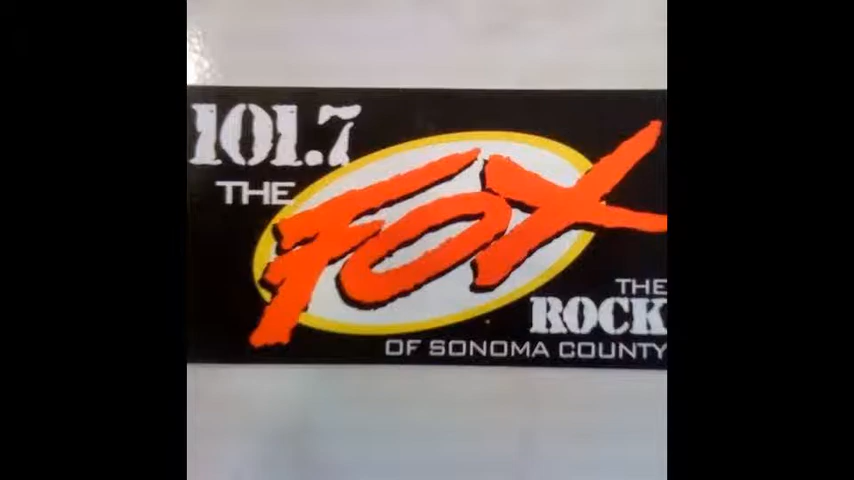 101.7
THE
FOX
THE
ROCK
OF SONOMA COUNTY